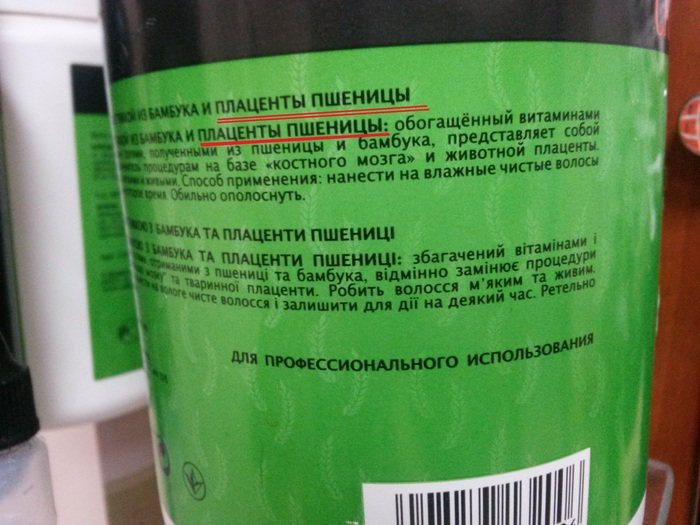 ИЗ БАМБУКА И ПЛАЦЕНТЫ ПШЕНИЦЫ
ИЗ БАМБУКА И ПЛАЦЕНТЫ ПШЕНИЦЫ: обогащённый витаминами
полученными из пшеницы и бамбука, представляет собой
процедурам на базе «костного мозга» и животной плаценты.
и живыми. Способ применения: нанести на влажные чистые волосы
время. Обильно ополоснуть.
З БАМБУКА ТА ПЛАЦЕНТИ ПШЕНИЦІ
З БАМБУКА ТА ПЛАЦЕНТИ ПШЕНИЦІ: збагачений вітамінами і
отриманими з пшениці та бамбука, відмінно замінює процедури
та тваринної плаценти. Робить волосся м'яким та живим.
на вологе чисте волосся і залишити для дії на деякий час. Ретельно
ДЛЯ ПРОФЕССИОНАЛЬНОГО ИСПОЛЬЗОВАНИЯ